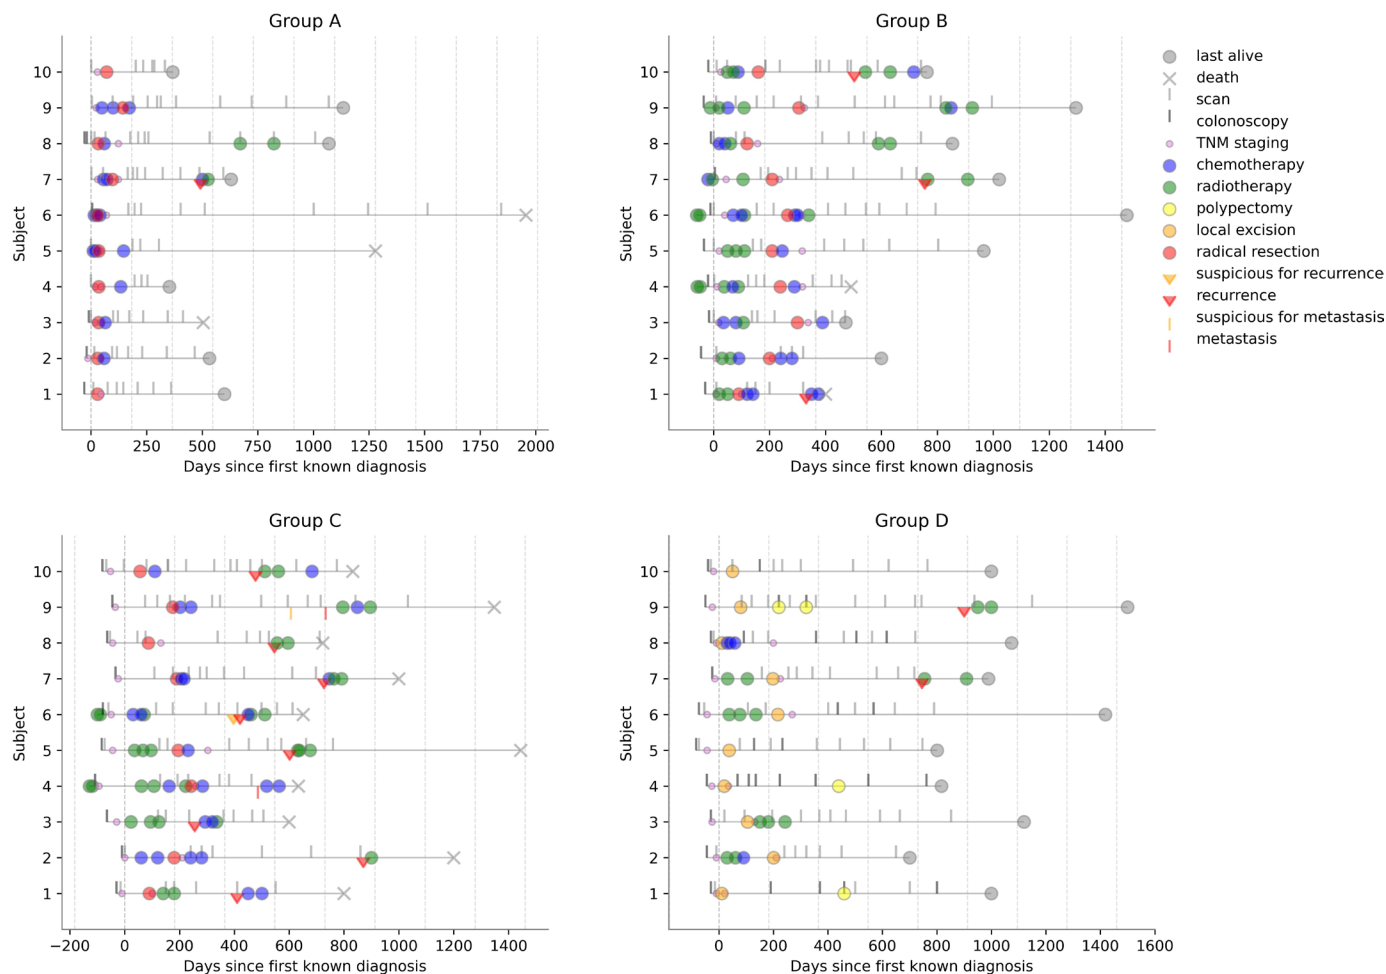 Group A
Subject
10
9
8
7
6
5
4
3
2
1
0
250
500
750
1000
1250
1500
1750
2000
Days since first known diagnosis
Group B
Subject
10
9
8
7
6
5
4
3
2
1
0
200
400
600
800
1000
1200
1400
Days since first known diagnosis
last alive
death
scan
colonoscopy
TNM staging
chemotherapy
radiotherapy
polypectomy
local excision
radical resection
suspicious for recurrence
recurrence
suspicious for metastasis
metastasis
Group C
Subject
10
9
8
7
6
5
4
3
2
1
−200
0
200
400
600
800
1000
1200
1400
Days since first known diagnosis
Group D
Subject
10
9
8
7
6
5
4
3
2
1
0
200
400
600
800
1000
1200
1400
1600
Days since first known diagnosis